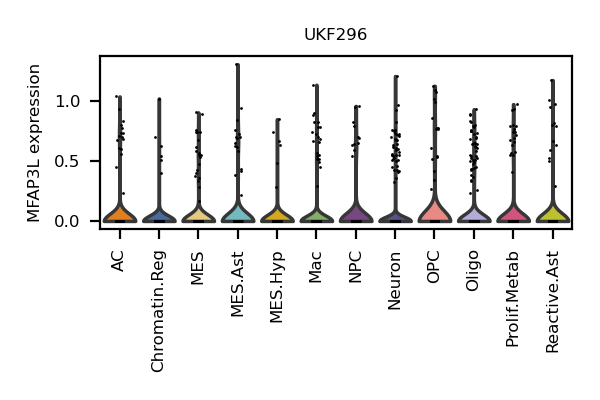 UKF296
MFAP3L expression
1.0
0.5
0.0
AC
Chromatin.Reg
MES
MES.Ast
MES.Hyp
Mac
NPC
Neuron
OPC
Oligo
Prolif.Metab
Reactive.Ast